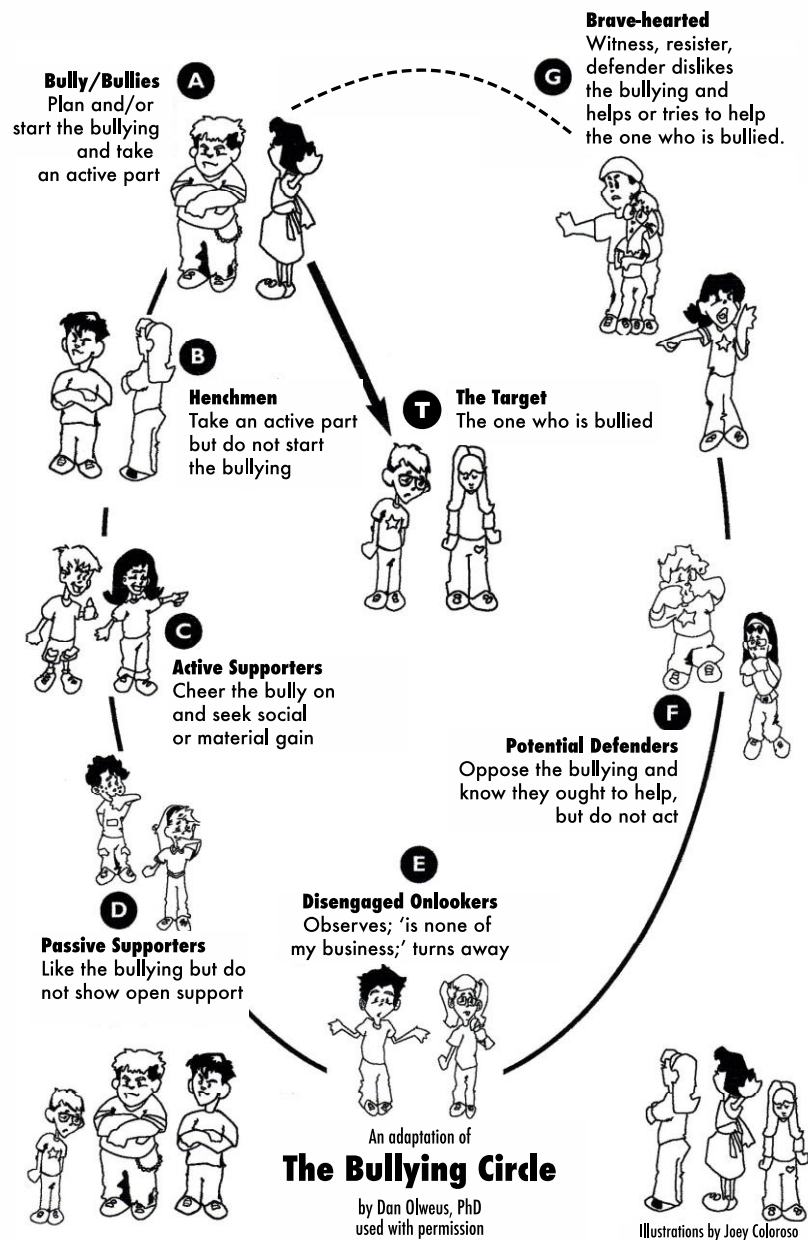 A
Bully/Bullies
Plan and/or
start the bullying
and take
an active part
G
Brave-hearted
Witness, resister,
defender dislikes
the bullying and
helps or tries to help
the one who is bullied.
B
Henchmen
Take an active part
but do not start
the bullying
T
The Target
The one who is bullied
C
Active Supporters
Cheer the bully on
and seek social
or material gain
F
Potential Defenders
Oppose the bullying and
know they ought to help,
but do not act
D
Passive Supporters
Like the bullying but do
not show open support
E
Disengaged Onlookers
Observes; ‘is none of
my business;’ turns away
An adaptation of
The Bullying Circle
by Dan Olweus, PhD
used with permission
Illustrations by Joey Coloroso